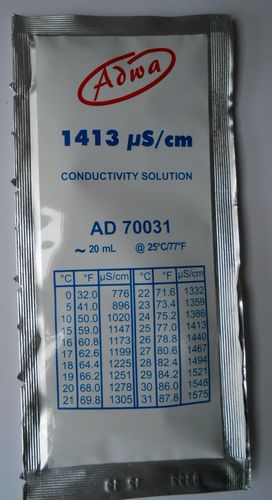 Adwa
1413 µS/cm
CONDUCTIVITY SOLUTION
AD 70031
~ 20 mL @ 25°C/77°F
°C °F µS/cm °C °F µS/cm
0 32.0 776 22 71.6 1332
5 41.0 896 23 73.4 1359
10 50.0 1020 24 75.2 1386
15 59.0 1147 25 77.0 1413
16 60.8 1173 26 78.8 1440
17 62.6 1199 27 80.6 1467
18 64.4 1225 28 82.4 1494
19 66.2 1251 29 84.2 1521
20 68.0 1278 30 86.0 1548
21 69.8 1305 31 87.8 1575